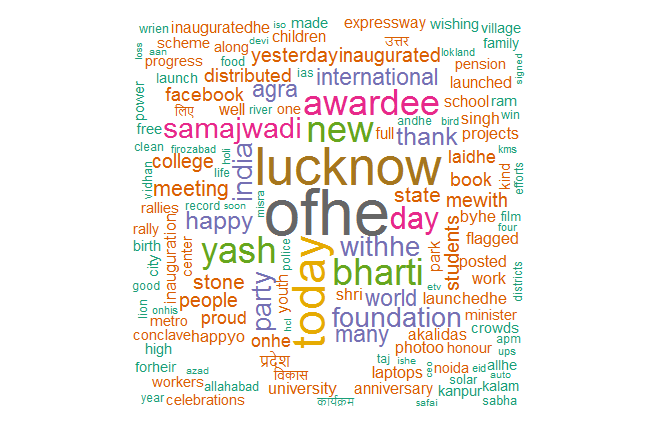 wrien inauguratedhe iso made expressway wishing village
scheme along devi children उत्तर family
loss aan yesterdayinaugurated lokland
progress food pension signed
launch distributed ias international launched
power facebook agra awardee school ram
लिए well river one full andhe bird singh win
free samajwadi new thank projects
clean firozabad holi lucknow laidhe kms
college life india state book kind efforts
vidhan meeting misra mewith
rallies record soon ofhe day byhe film
rally happy students four
birth center police yash withhe park flagged
city inauguration today bharti posted
good stone party youth shri world etv work districts
lion people launchedhe
onhis proud hcl foundation minister
metro many akalidas crowds
conclave happyo onhe photoo honour apm
high प्रदेश taj ishe noida eid allhe ups
forheir azad विकास laptops ceo solar auto
workers allahabad university anniversary kanpur kalam
year celebrations कार्यक्रम safai sabha